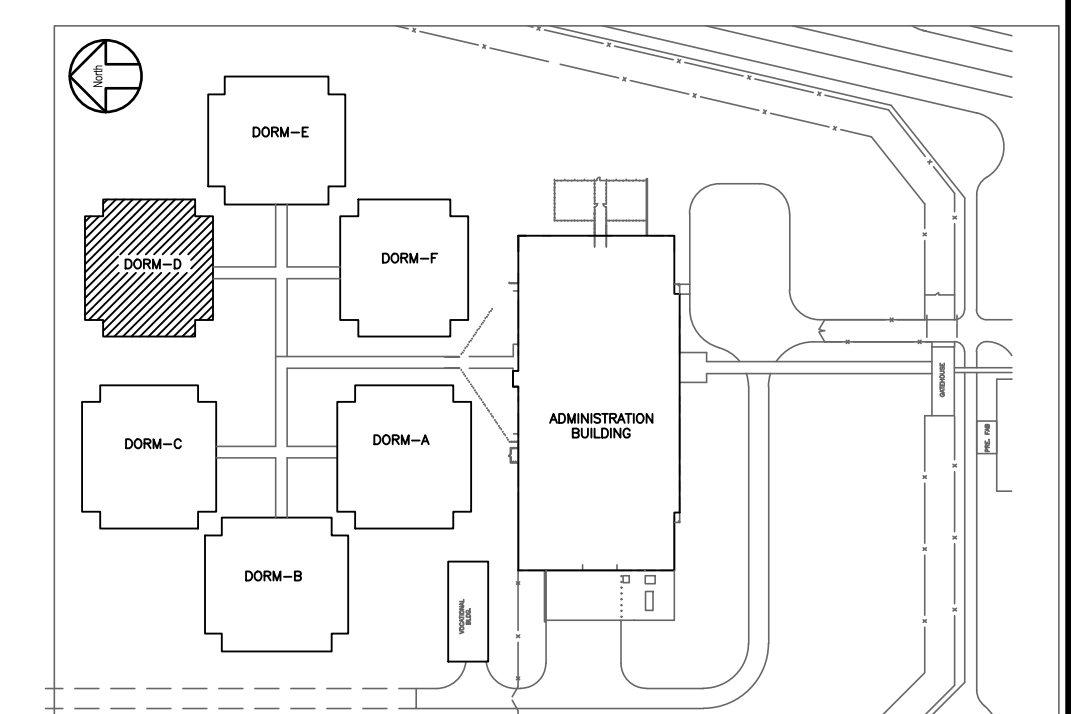 North
DORM-E
DORM-D
DORM-F
DORM-C
DORM-A
DORM-B
ADMINISTRATION
BUILDING
GATEHOUSE
PRE. FAB
VOCATIONAL
BLDG.